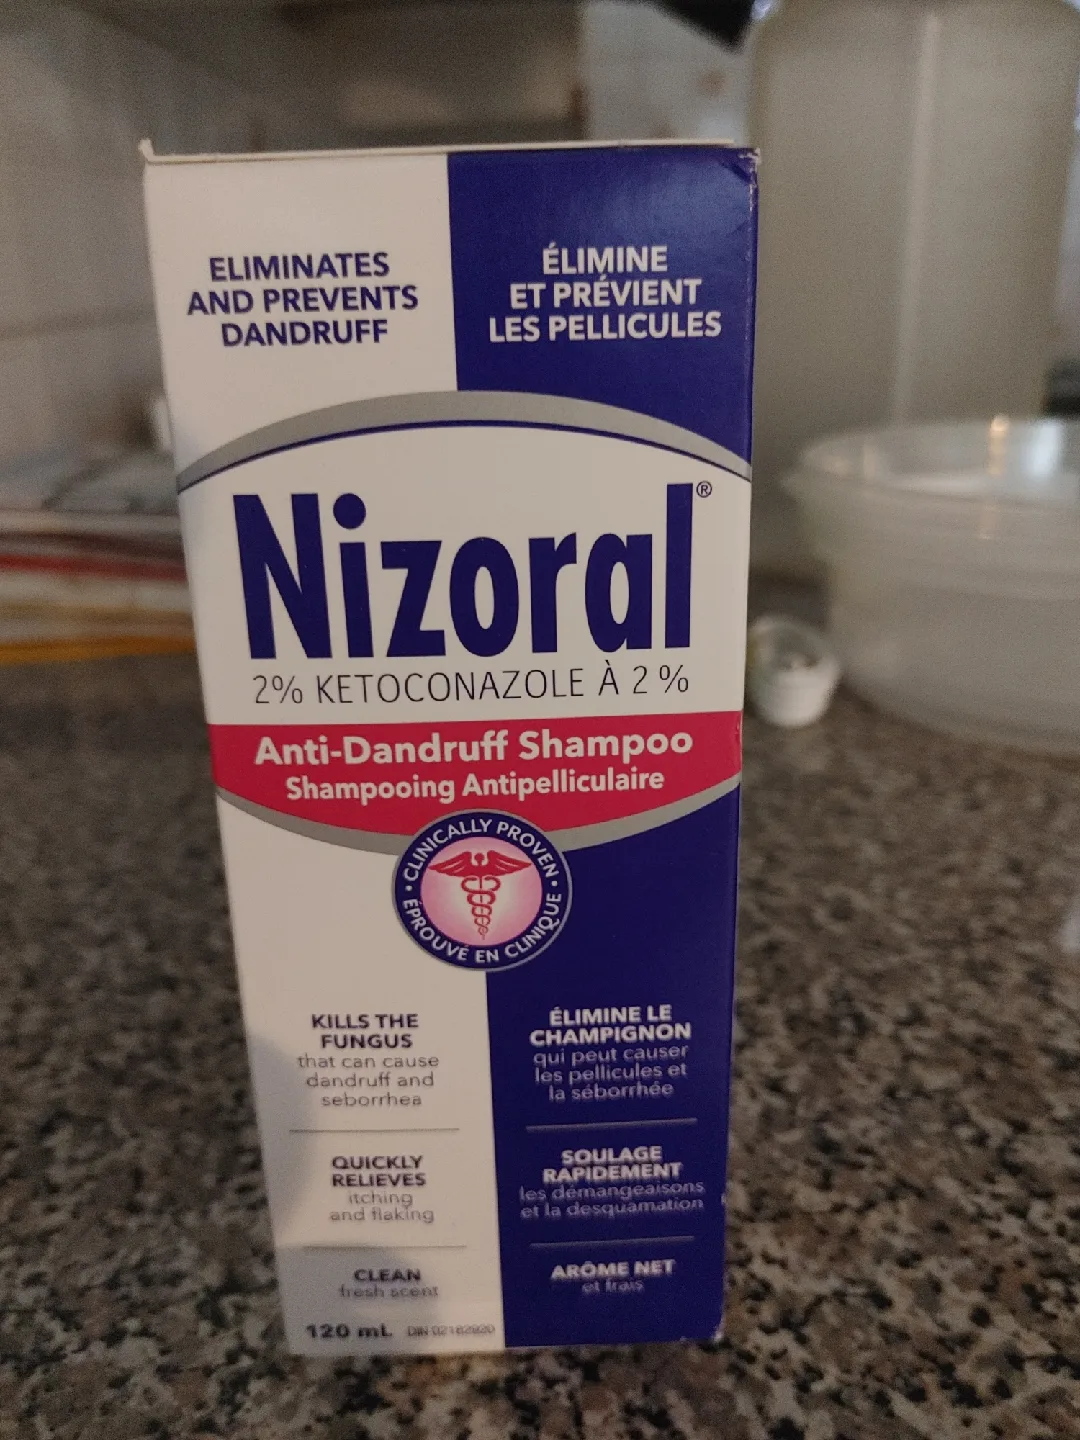 ELIMINATES
AND PREVENTS
DANDRUFF
ÉLIMINE
ET PRÉVIENT
LES PELLICULES
Nizoral®
2% KETOCONAZOLE À 2%
Anti-Dandruff Shampoo
Shampooing Antipelliculaire
• CLINICALLY PROVEN •
ÉPROUVÉ EN CLINIQUE
KILLS THE
FUNGUS
that can cause
dandruff and
seborrhea
QUICKLY
RELIEVES
itching
and flaking
CLEAN
fresh scent
120 mL
ÉLIMINE LE
CHAMPIGNON
qui peut causer
les pellicules et
la séborrhée
SOULAGE
RAPIDEMENT
les démangeaisons
et la desquamation
ARÔME NET
et frais